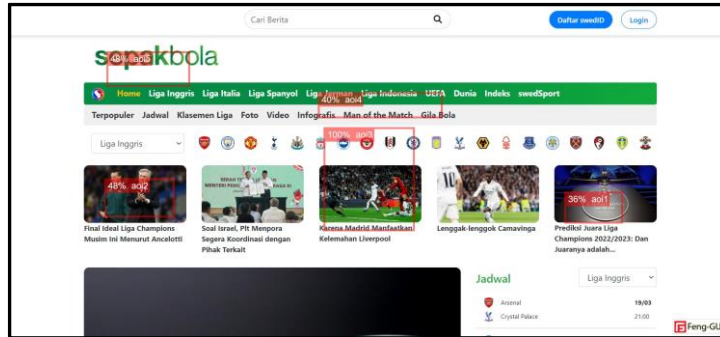 Cari Berita
Daftar swedID
Login
sepakbola
48% aoi5
Home Liga Inggris Liga Italia Liga Spanyol Liga Jerman Liga Indonesia UEFA Dunia Indeks swedSport
40% aoi4
Terpopuler Jadwal Klasemen Liga Foto Video Infografis Man of the Match Gila Bola
100% aoi3
Liga Inggris
48% aoi2
36% aoi1
Final Ideal Liga Champions
Musim Ini Menurut Ancelotti
Soal Israel, Plt Menpora
Segera Koordinasi dengan
Pihak Terkait
Karena Madrid Manfaatkan
Kelemahan Liverpool
Lenggak-lenggok Camavinga
Prediksi Juara Liga
Champions 2022/2023: Dan
Juaranya adalah...
Jadwal
Liga Inggris
Arsenal 19/03
Crystal Palace 21:00
Feng-GUI